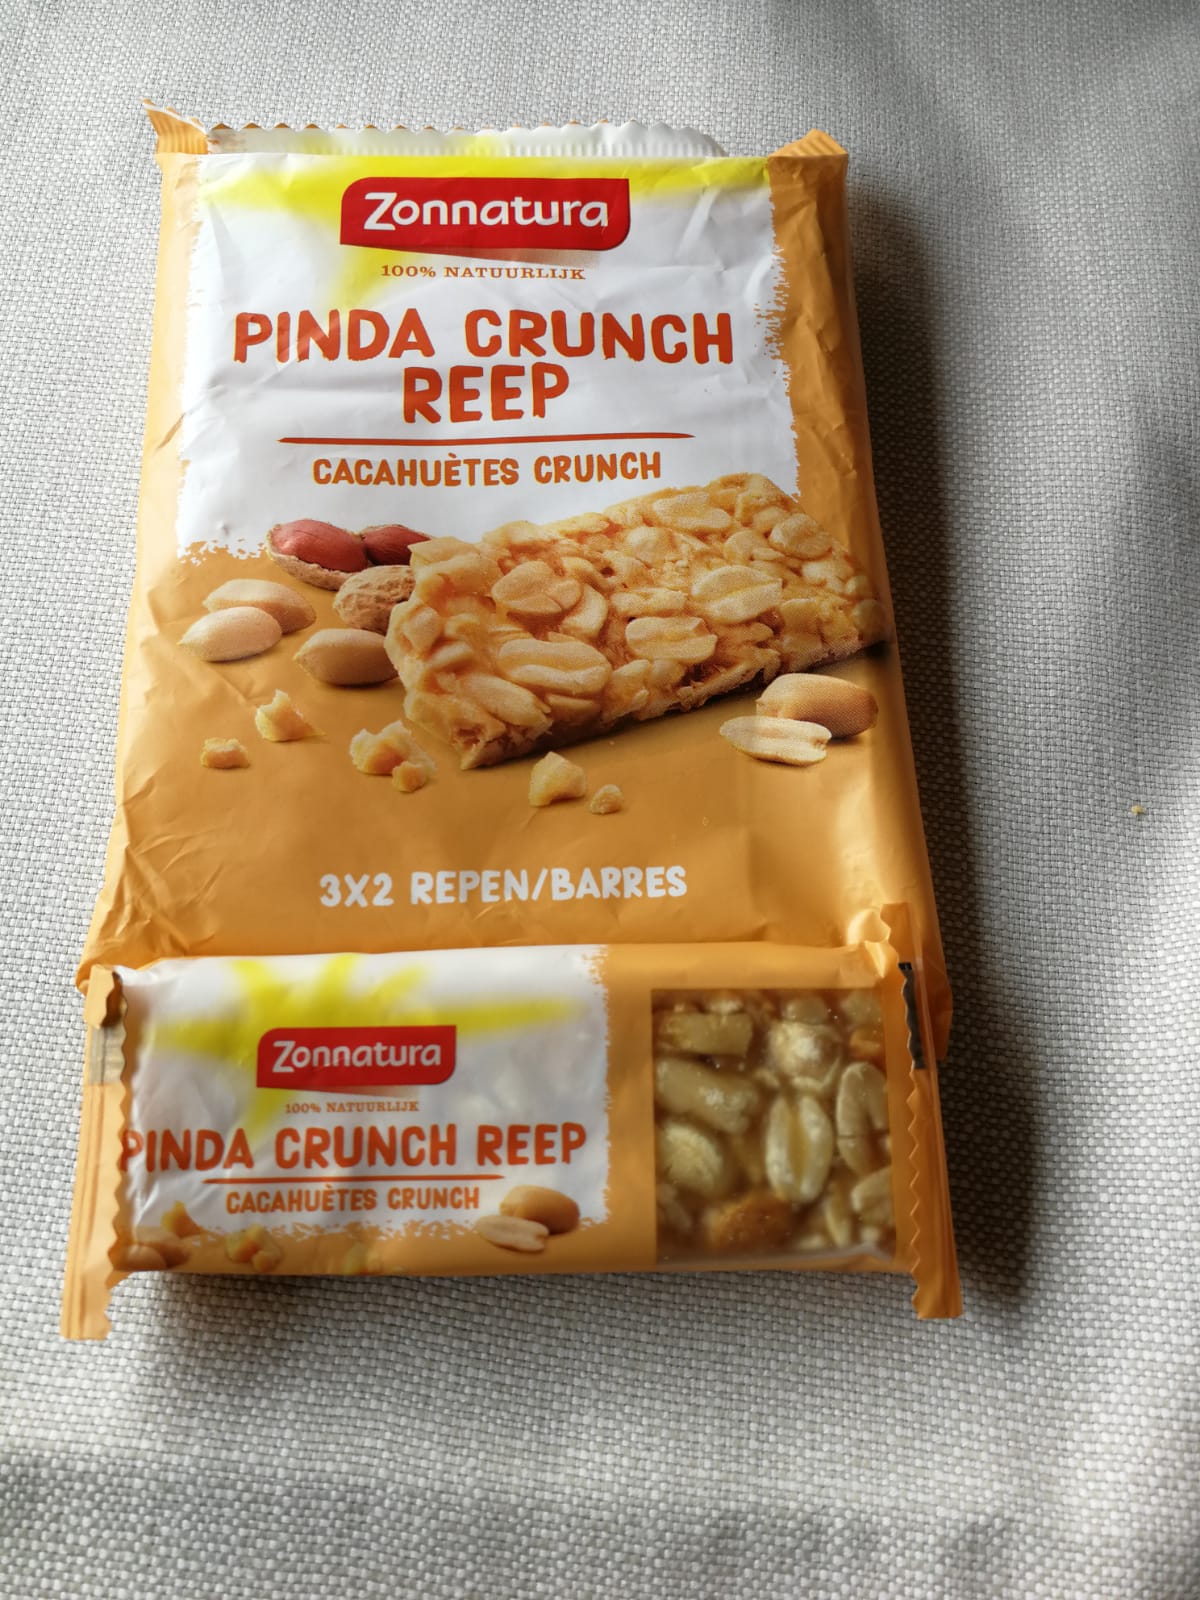 Zonnatura
100% NATUURLIJK
PINDA CRUNCH
REEP
CACAHUÈTES CRUNCH
3X2 REPEN/BARRES
Zonnatura
100% NATUURLIJK
PINDA CRUNCH REEP
CACAHUÈTES CRUNCH